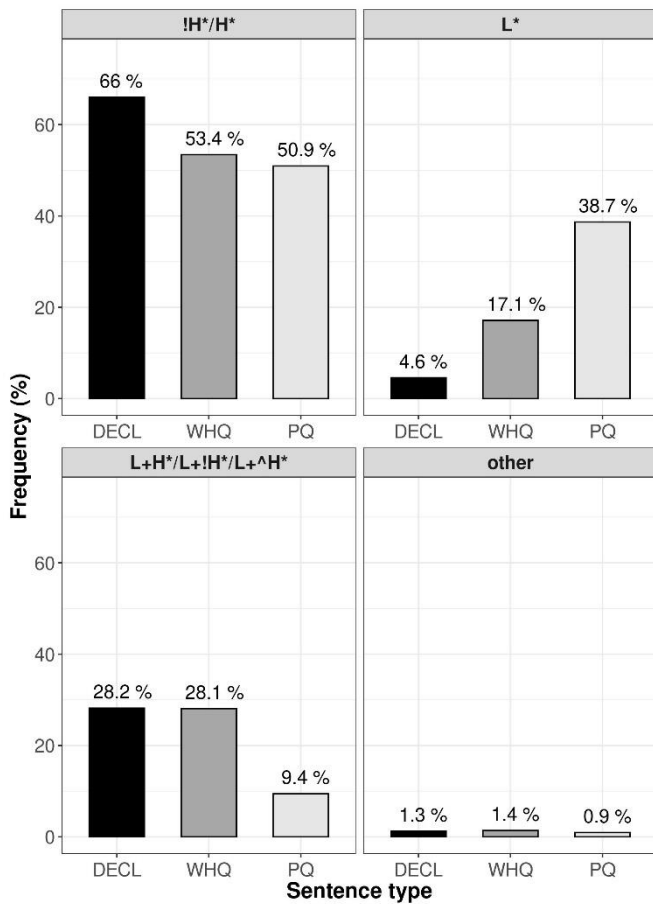 !H*/H*
L*
66 %
53.4 %
50.9 %
38.7 %
17.1 %
4.6 %
60
40
20
0
DECL
WHQ
PQ
DECL
WHQ
PQ
Frequency (%)
L+H*/L+!H*/L+^H*
other
60
40
20
0
28.2 %
28.1 %
9.4 %
1.3 %
1.4 %
0.9 %
DECL
WHQ
PQ
DECL
WHQ
PQ
Sentence type